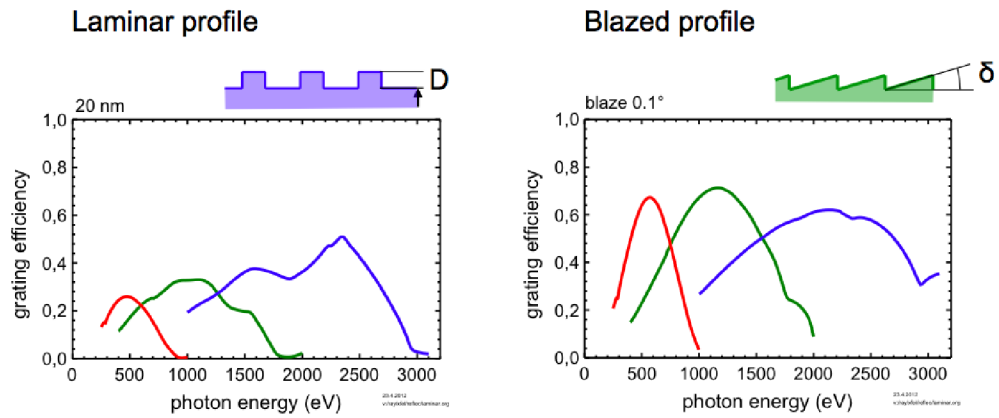 Laminar profile
D
20 nm
1,0
0,8
0,6
0,4
0,2
0,0
grating efficiency
0 500 1000 1500 2000 2500 3000
photon energy (eV)
Blazed profile
δ
blaze 0.1°
1,0
0,8
0,6
0,4
0,2
0,0
grating efficiency
0 500 1000 1500 2000 2500 3000
photon energy (eV)